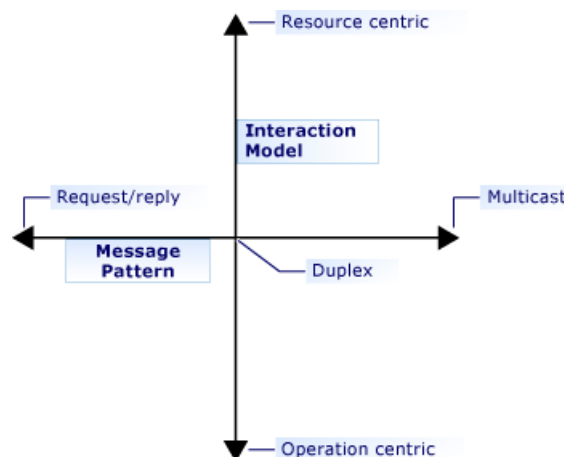 Resource centric
Interaction
Model
Request/reply
Multicast
Message
Pattern
Duplex
Operation centric